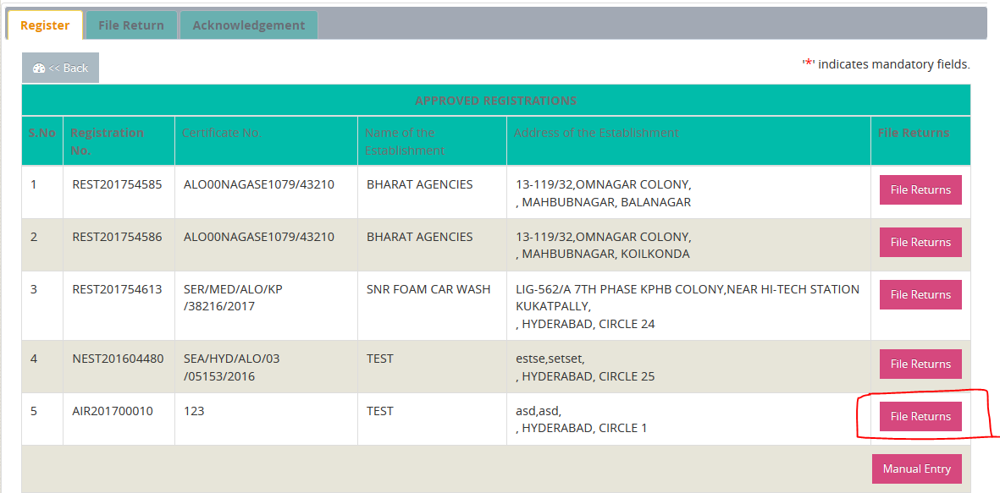 Register File Return Acknowledgement
<< Back
'*' indicates mandatory fields.
APPROVED REGISTRATIONS
S.No Registration No. Certificate No. Name of the Establishment Address of the Establishment File Returns
1 REST201754585 ALO00NAGASE1079/43210 BHARAT AGENCIES 13-119/32,OMNAGAR COLONY, File Returns
, MAHBUBNAGAR, BALANAGAR
2 REST201754586 ALO00NAGASE1079/43210 BHARAT AGENCIES 13-119/32,OMNAGAR COLONY, File Returns
, MAHBUBNAGAR, KOILKONDA
3 REST201754613 SER/MED/ALO/KP SNR FOAM CAR WASH LIG-562/A 7TH PHASE KPHB COLONY,NEAR HI-TECH STATION File Returns
/38216/2017 KUKATPALLY,
, HYDERABAD, CIRCLE 24
4 NEST201604480 SEA/HYD/ALO/03 TEST estse,setset, File Returns
/05153/2016 , HYDERABAD, CIRCLE 25
5 AIR201700010 123 TEST asd,asd, File Returns
, HYDERABAD, CIRCLE 1
Manual Entry